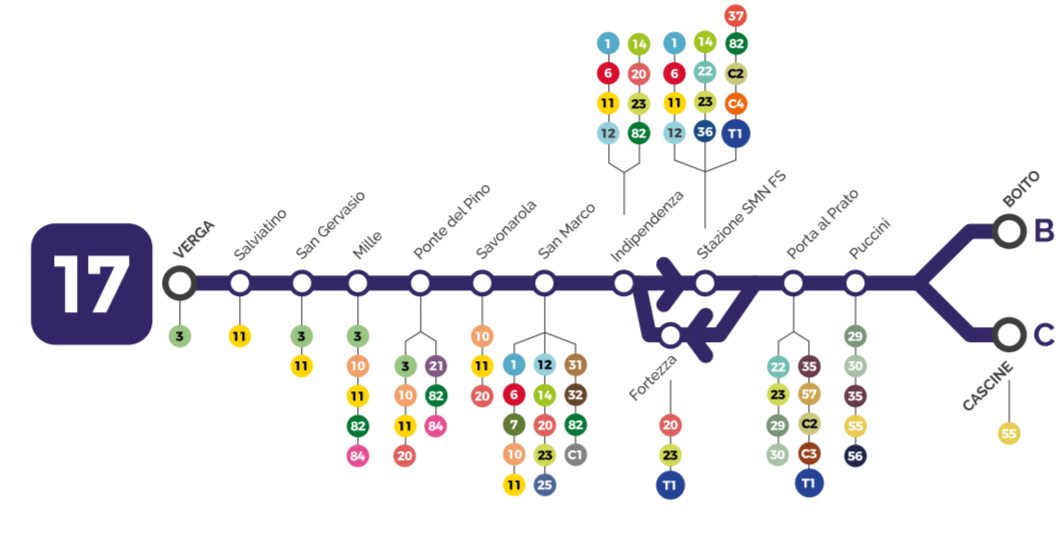 17
VERGA
3
Salviatino
11
San Gervasio
3
11
Mille
3
10
11
82
84
Ponte del Pino
3
10
11
20
21
82
84
Savonarola
10
11
20
San Marco
1
6
7
10
11
12
14
20
23
25
31
32
82
C1
Indipendenza
1
6
11
12
14
20
23
82
Stazione SMN FS
1
6
11
12
14
22
23
36
37
82
C2
C4
T1
Fortezza
20
23
T1
Porta al Prato
22
23
29
30
35
57
C2
C3
T1
Puccini
29
30
35
55
56
BOITO
B
CASCINE
C
55